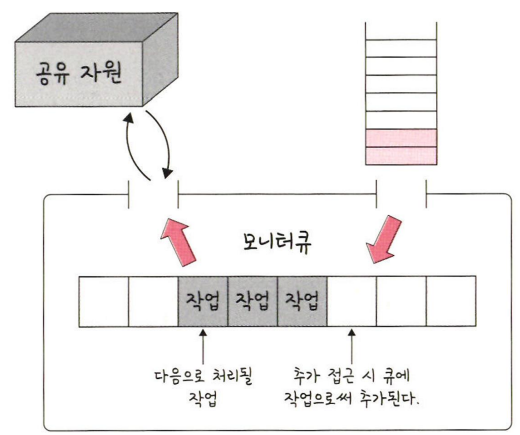 공유 자원
모니터큐
작업 작업 작업
다음으로 처리될
작업
추가 접근 시 큐에
작업으로써 추가된다.